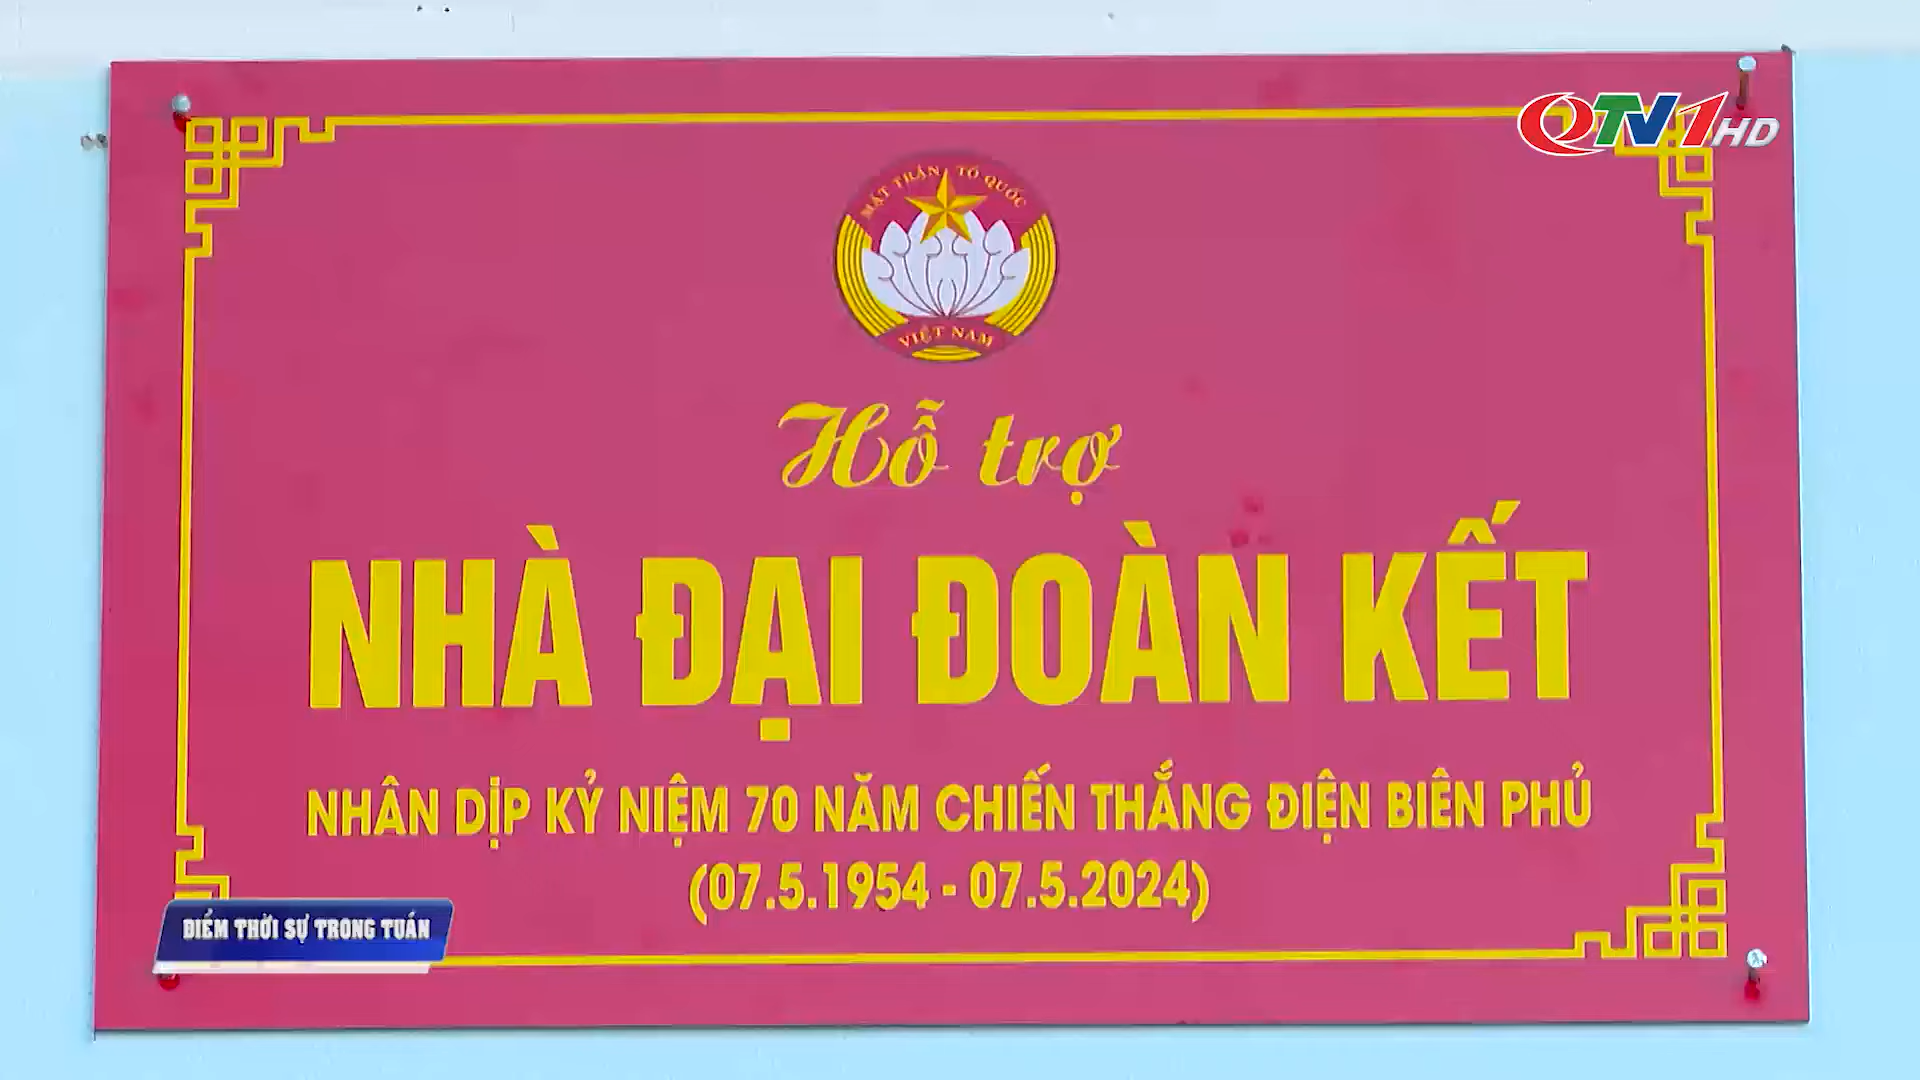 QTV1HD
MẶT TRẬN TỔ QUỐC
VIỆT NAM
Hỗ trợ
NHÀ ĐẠI ĐOÀN KẾT
NHÂN DỊP KỶ NIỆM 70 NĂM CHIẾN THẮNG ĐIỆN BIÊN PHỦ
(07.5.1954 - 07.5.2024)
ĐIỂM THỜI SỰ TRONG TUẦN